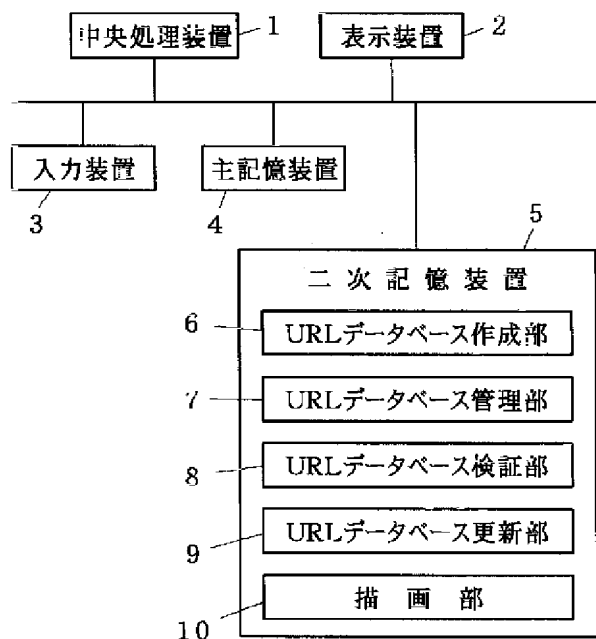 中央処理装置 1
表示装置 2
入力装置
3
主記憶装置
4
5
二次記憶装置
6 URLデータベース作成部
7 URLデータベース管理部
8 URLデータベース検証部
9 URLデータベース更新部
描画部
10